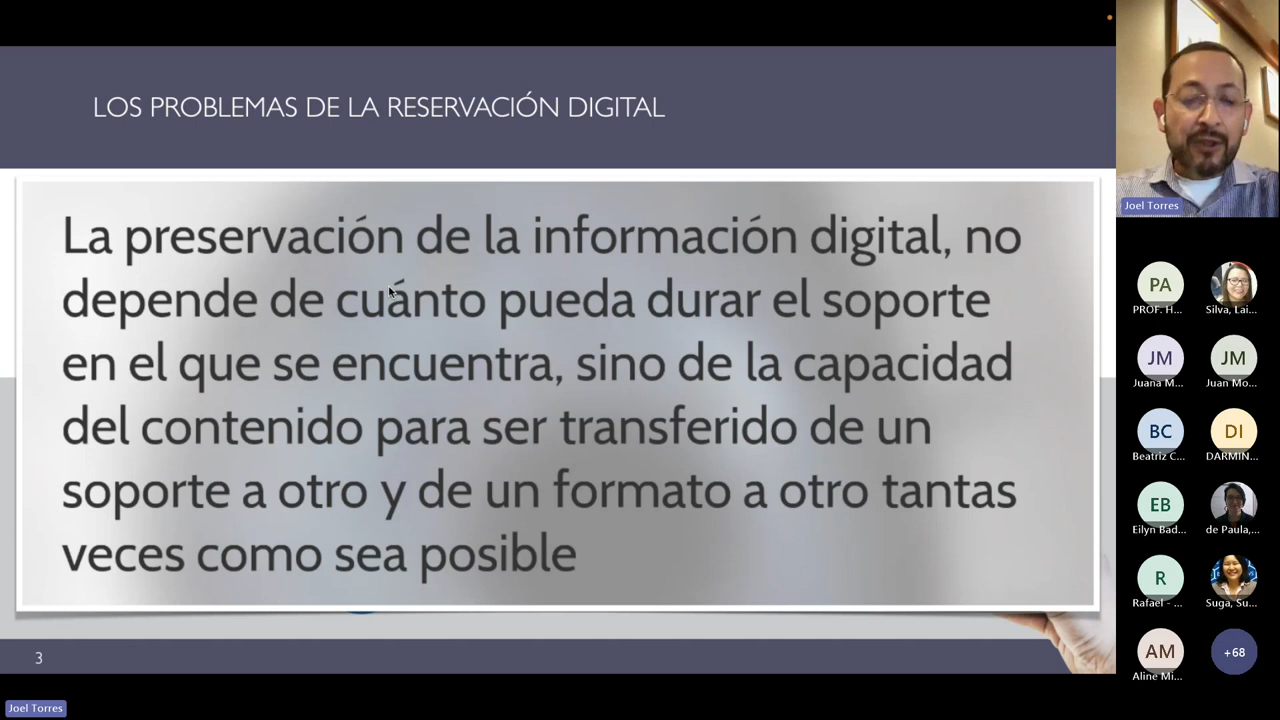 LOS PROBLEMAS DE LA RESERVACIÓN DIGITAL
La preservación de la información digital, no
depende de cuánto pueda durar el soporte
en el que se encuentra, sino de la capacidad
del contenido para ser transferido de un
soporte a otro y de un formato a otro tantas
veces como sea posible
3
Joel Torres
Joel Torres
PA
PROF. H...
Silva, Lai...
JM
Juana M...
JM
Juan Mo...
BC
Beatriz C...
DI
DARMIN...
EB
Eilyn Bad...
de Paula,...
R
Rafael - ...
Suga, Su...
AM
Aline Mi...
+68